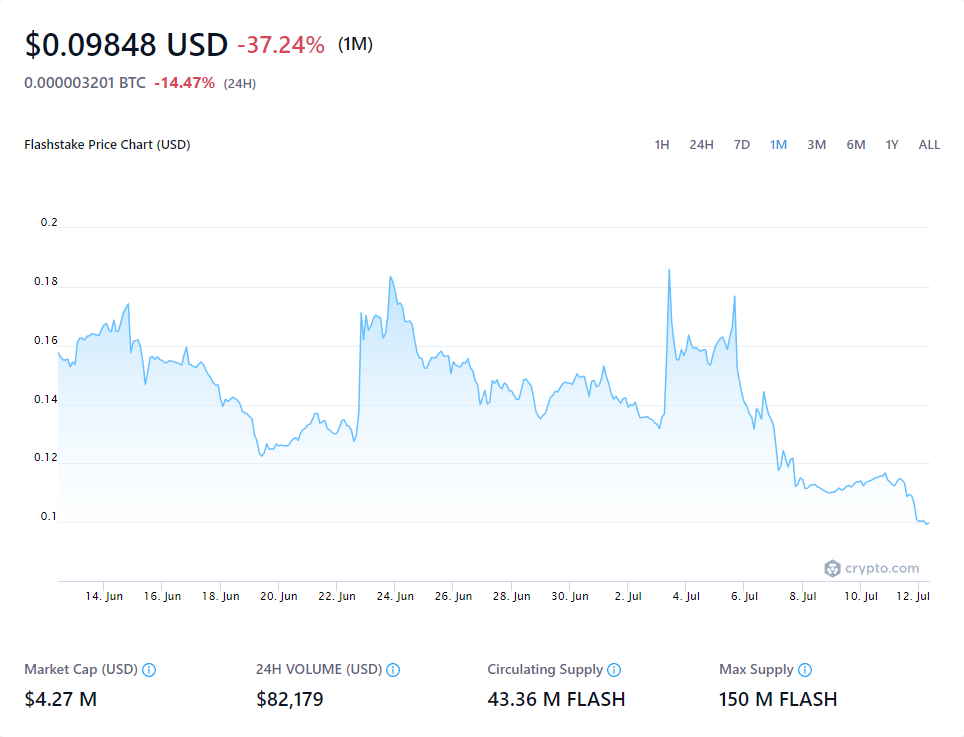 $0.09848 USD -37.24% (1M)
0.000003201 BTC -14.47% (24H)
Flashstake Price Chart (USD) 1H 24H 7D 1M 3M 6M 1Y ALL
0.2
0.18
0.16
0.14
0.12
0.1
crypto.com
14. Jun 16. Jun 18. Jun 20. Jun 22. Jun 24. Jun 26. Jun 28. Jun 30. Jun 2. Jul 4. Jul 6. Jul 8. Jul 10. Jul 12. Jul
Market Cap (USD) 24H VOLUME (USD) Circulating Supply Max Supply
$4.27 M $82,179 43.36 M FLASH 150 M FLASH